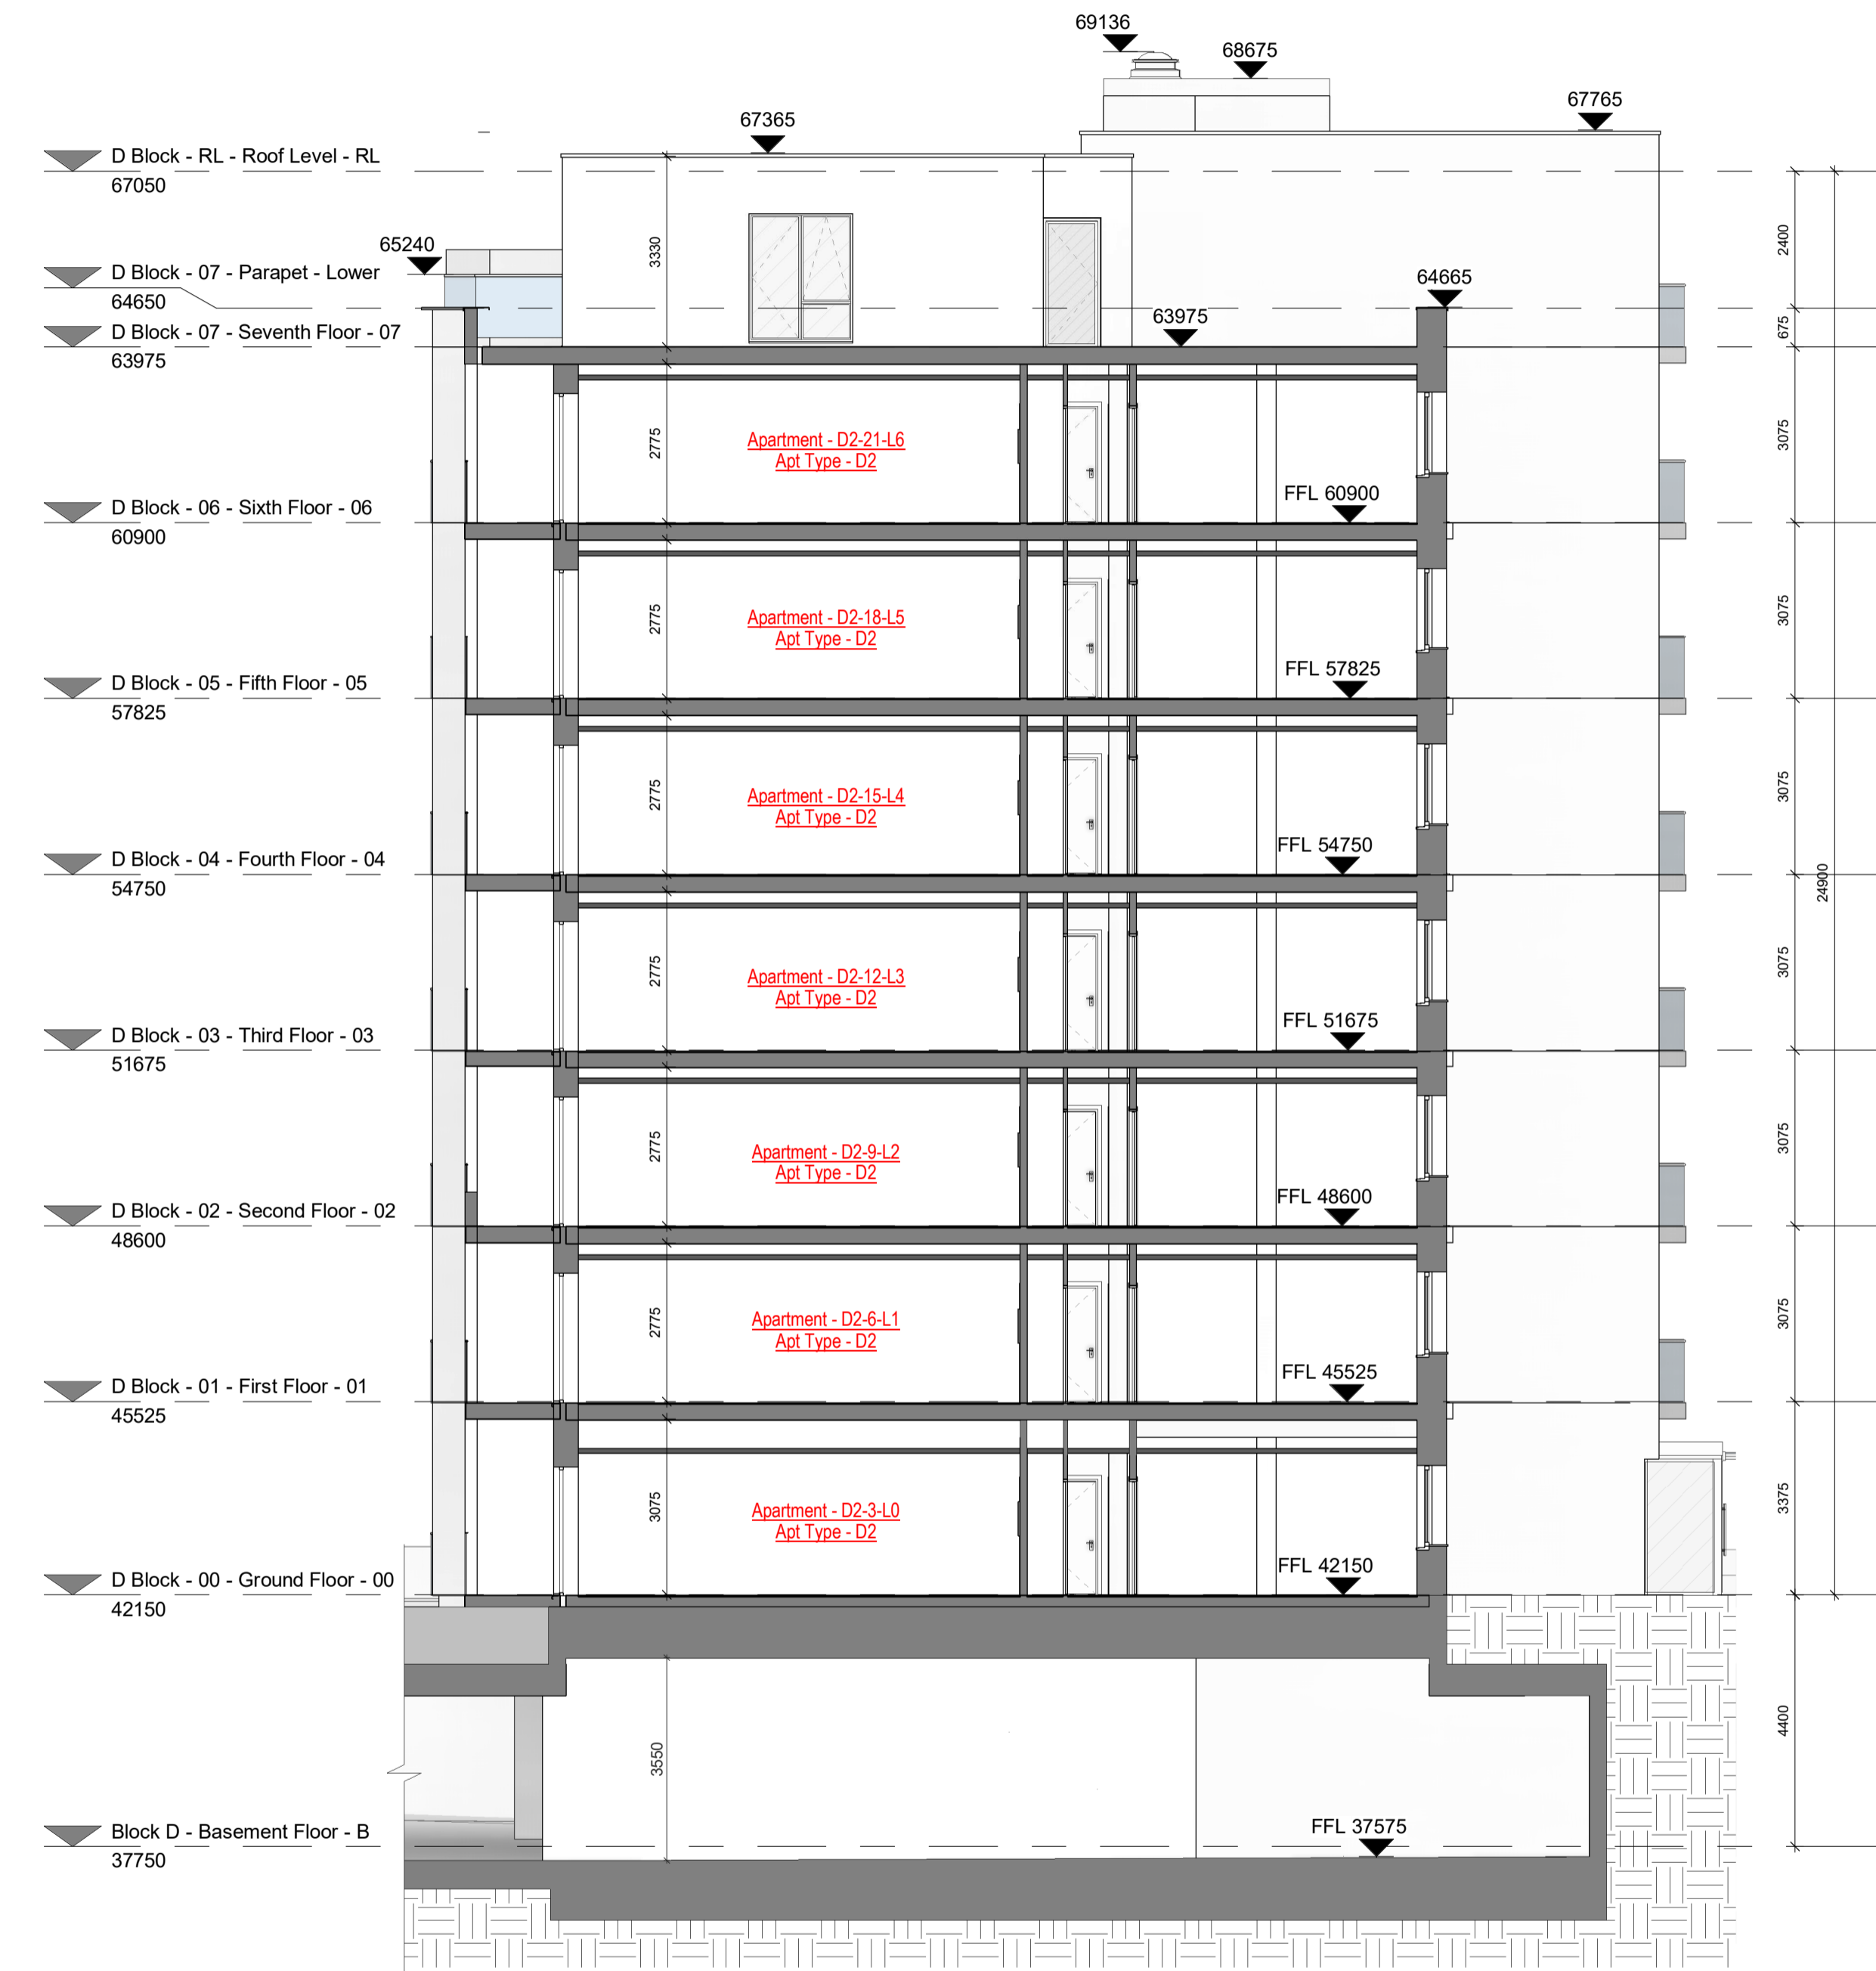 69136
68675
67765
67365
D Block - RL - Roof Level - RL
67050
65240
D Block - 07 - Parapet - Lower
64650
64665
D Block - 07 - Seventh Floor - 07
63975
63975
3330
2400
675
2775
Apartment - D2-21-L6
Apt Type - D2
3075
D Block - 06 - Sixth Floor - 06
60900
FFL 60900
2775
Apartment - D2-18-L5
Apt Type - D2
3075
D Block - 05 - Fifth Floor - 05
57825
FFL 57825
2775
Apartment - D2-15-L4
Apt Type - D2
3075
D Block - 04 - Fourth Floor - 04
54750
FFL 54750
24900
2775
Apartment - D2-12-L3
Apt Type - D2
3075
D Block - 03 - Third Floor - 03
51675
FFL 51675
2775
Apartment - D2-9-L2
Apt Type - D2
3075
D Block - 02 - Second Floor - 02
48600
FFL 48600
2775
Apartment - D2-6-L1
Apt Type - D2
3075
D Block - 01 - First Floor - 01
45525
FFL 45525
3075
Apartment - D2-3-L0
Apt Type - D2
3375
D Block - 00 - Ground Floor - 00
42150
FFL 42150
3550
4400
Block D - Basement Floor - B
37750
FFL 37575